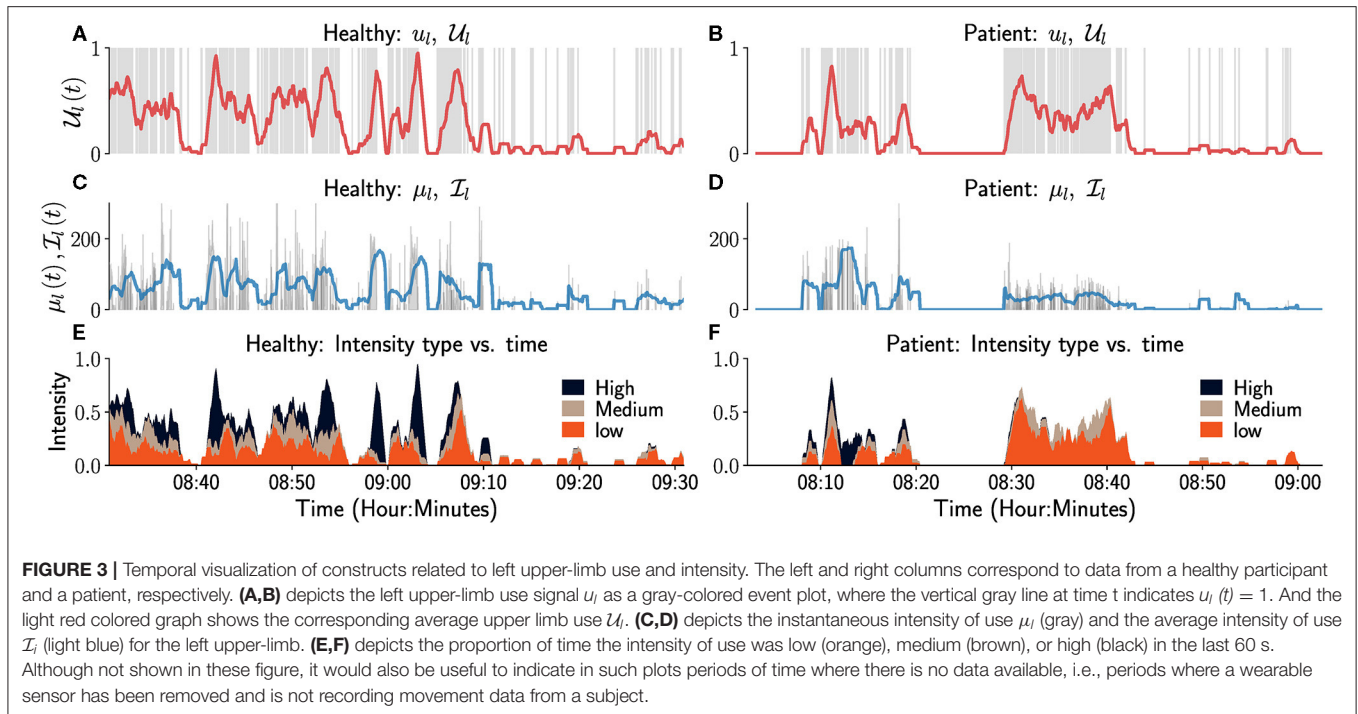 A
Healthy: u_l, 𝒰_l
B
Patient: u_l, 𝒰_l
𝒰_l(t)
1
0
1
0
C
Healthy: μ_l, ℐ_l
D
Patient: μ_l, ℐ_l
μ_l(t), ℐ_l(t)
200
0
200
0
E
Healthy: Intensity type vs. time
F
Patient: Intensity type vs. time
Intensity
1.0
0.5
0.0
High
Medium
low
1.0
0.5
0.0
High
Medium
low
08:40 08:50 09:00 09:10 09:20 09:30
08:10 08:20 08:30 08:40 08:50 09:00
Time (Hour:Minutes)
Time (Hour:Minutes)
FIGURE 3 | Temporal visualization of constructs related to left upper-limb use and intensity. The left and right columns correspond to data from a healthy participant
and a patient, respectively. (A,B) depicts the left upper-limb use signal u_l as a gray-colored event plot, where the vertical gray line at time t indicates u_l (t) = 1. And the
light red colored graph shows the corresponding average upper limb use 𝒰_l. (C,D) depicts the instantaneous intensity of use μ_l (gray) and the average intensity of use
ℐ_i (light blue) for the left upper-limb. (E,F) depicts the proportion of time the intensity of use was low (orange), medium (brown), or high (black) in the last 60 s.
Although not shown in these figure, it would also be useful to indicate in such plots periods of time where there is no data available, i.e., periods where a wearable
sensor has been removed and is not recording movement data from a subject.